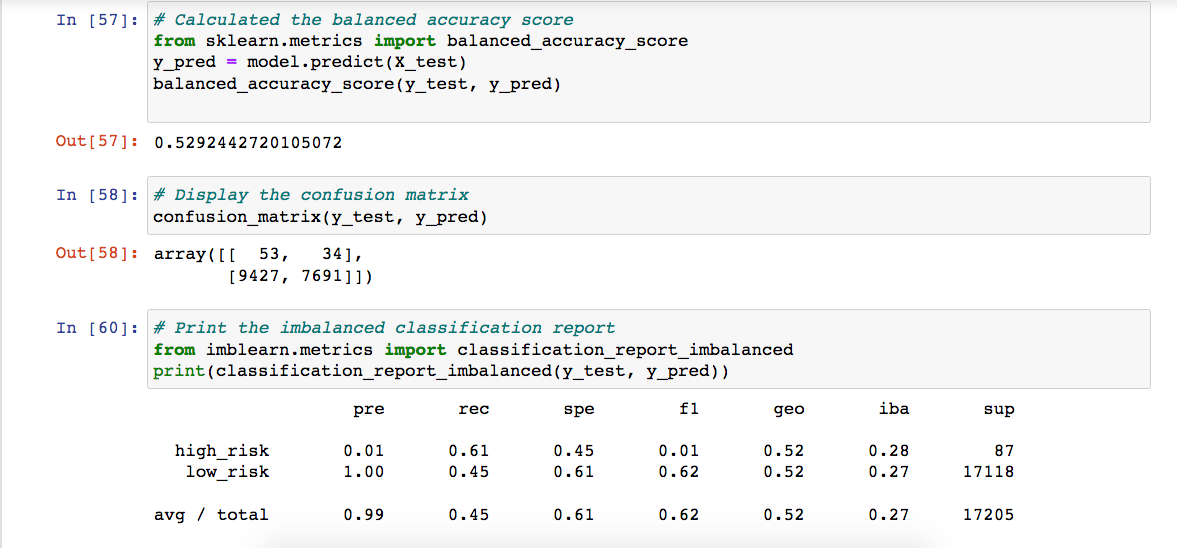 In [57]: # Calculated the balanced accuracy score
from sklearn.metrics import balanced_accuracy_score
y_pred = model.predict(X_test)
balanced_accuracy_score(y_test, y_pred)
Out[57]: 0.5292442720105072
In [58]: # Display the confusion matrix
confusion_matrix(y_test, y_pred)
Out[58]: array([[  53,   34],
       [9427, 7691]])
In [60]: # Print the imbalanced classification report
from imblearn.metrics import classification_report_imbalanced
print(classification_report_imbalanced(y_test, y_pred))
pre rec spe f1 geo iba sup
high_risk 0.01 0.61 0.45 0.01 0.52 0.28 87
low_risk 1.00 0.45 0.61 0.62 0.52 0.27 17118
avg / total 0.99 0.45 0.61 0.62 0.52 0.27 17205